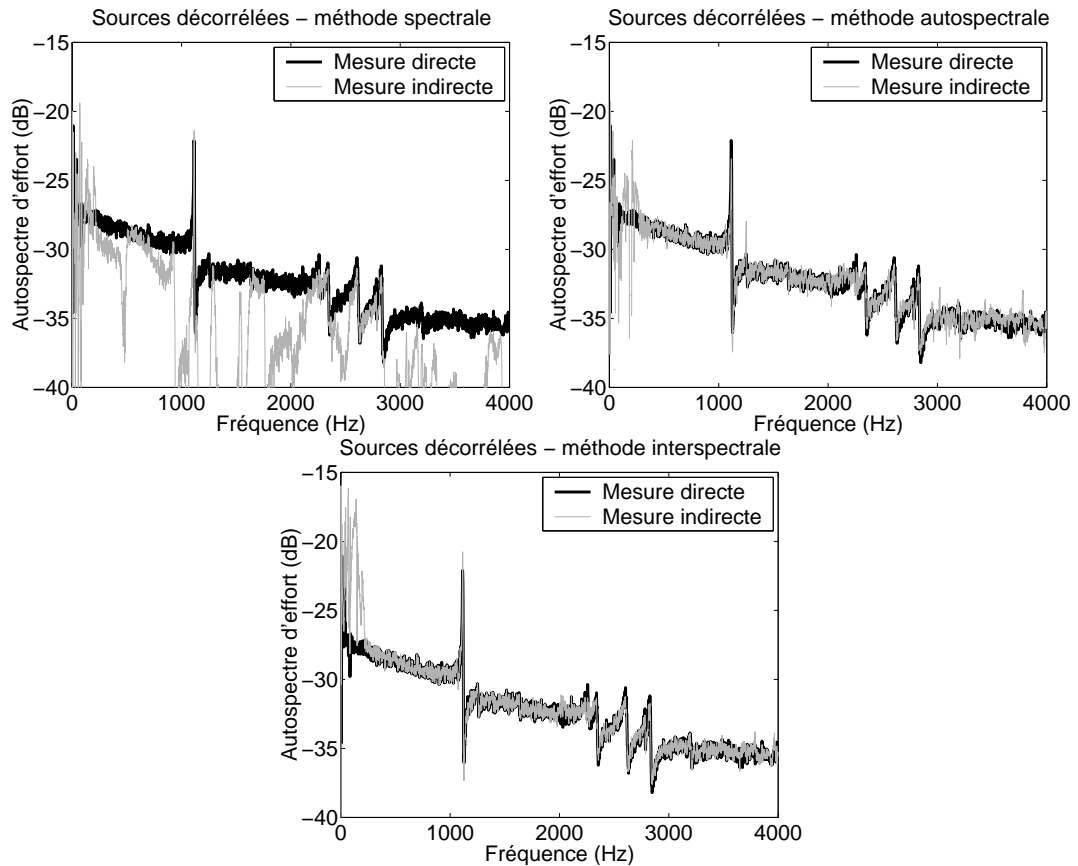 Sources décorrélées – méthode spectrale
−15
−20
−25
−30
−35
−40
0
1000
2000
3000
4000
Autospectre d'effort (dB)
Fréquence (Hz)
Mesure directe
Mesure indirecte
Sources décorrélées – méthode autospectrale
−15
−20
−25
−30
−35
−40
0
1000
2000
3000
4000
Autospectre d'effort (dB)
Fréquence (Hz)
Mesure directe
Mesure indirecte
Sources décorrélées – méthode interspectrale
−15
−20
−25
−30
−35
−40
0
1000
2000
3000
4000
Autospectre d'effort (dB)
Fréquence (Hz)
Mesure directe
Mesure indirecte